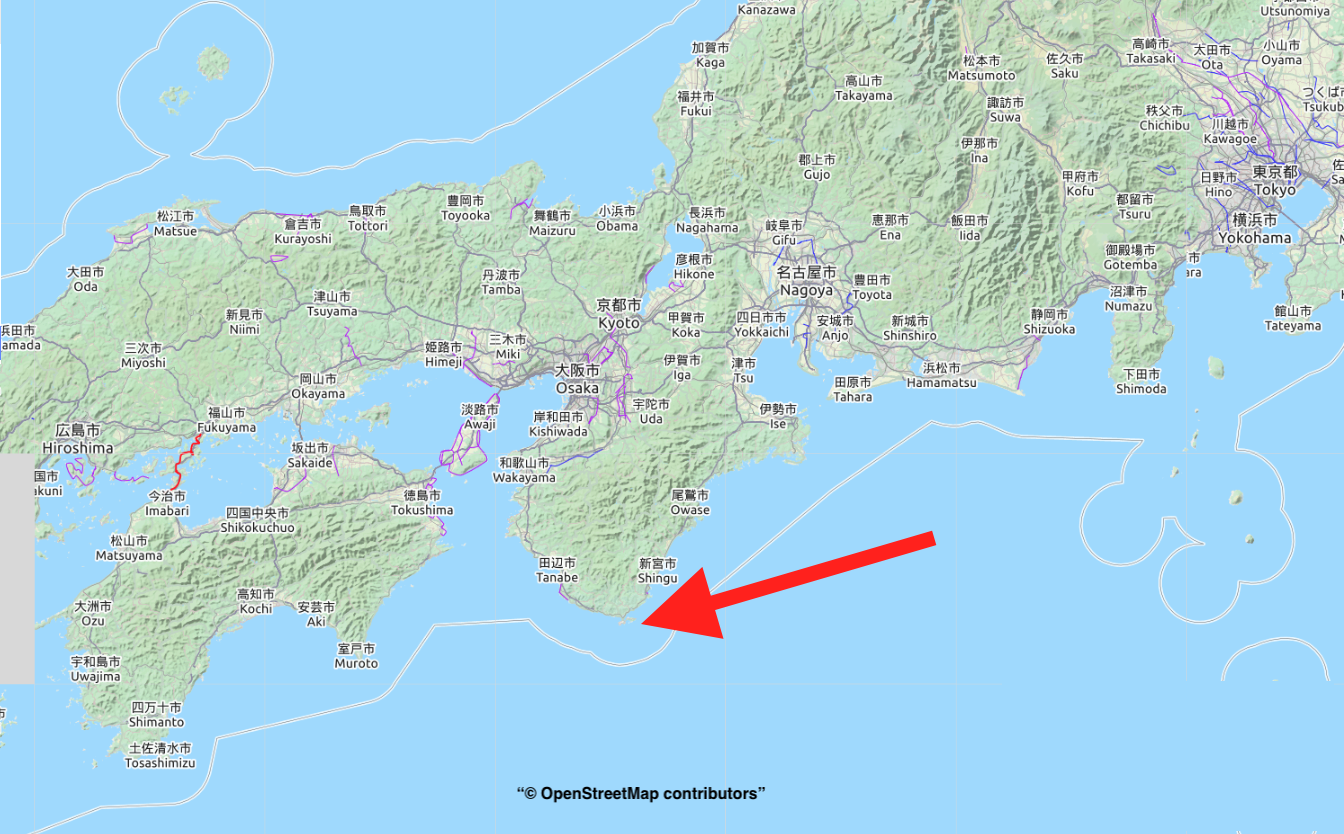 Kanazawa
Utsunomiya
加賀市
Kaga
高崎市
Takasaki
太田市
Ota
小山市
Oyama
松本市
Matsumoto
佐久市
Saku
高山市
Takayama
福井市
Fukui
諏訪市
Suwa
秩父市
Chichibu
つくば
Tsukub
川越市
Kawagoe
伊那市
Ina
郡上市
Gujo
甲府市
Kofu
日野市
Hino
東京都
Tokyo
都留市
Tsuru
豊岡市
Toyooka
松江市
Matsue
倉吉市
Kurayoshi
鳥取市
Tottori
舞鶴市
Maizuru
小浜市
Obama
長浜市
Nagahama
岐阜市
Gifu
恵那市
Ena
飯田市
Iida
横浜市
Yokohama
御殿場市
Gotemba
市
ara
大田市
Oda
丹波市
Tamba
彦根市
Hikone
名古屋市
Nagoya
豊田市
Toyota
沼津市
Numazu
津山市
Tsuyama
新見市
Niimi
京都市
Kyoto
甲賀市
Koka
四日市市
Yokkaichi
安城市
Anjo
新城市
Shinshiro
静岡市
Shizuoka
館山市
Tateyama
浜田市
amada
三次市
Miyoshi
姫路市
Himeji
三木市
Miki
伊賀市
Iga
津市
Tsu
大阪市
Osaka
浜松市
Hamamatsu
田原市
Tahara
下田市
Shimoda
岡山市
Okayama
福山市
Fukuyama
広島市
Hiroshima
淡路市
Awaji
岸和田市
Kishiwada
宇陀市
Uda
伊勢市
Ise
坂出市
Sakaide
和歌山市
Wakayama
国市
akuni
今治市
Imabari
四国中央市
Shikokuchuo
徳島市
Tokushima
尾鷲市
Owase
松山市
Matsuyama
田辺市
Tanabe
新宮市
Shingu
大洲市
Ozu
高知市
Kochi
安芸市
Aki
室戸市
Muroto
宇和島市
Uwajima
四万十市
Shimanto
土佐清水市
Tosashimizu
“© OpenStreetMap contributors”